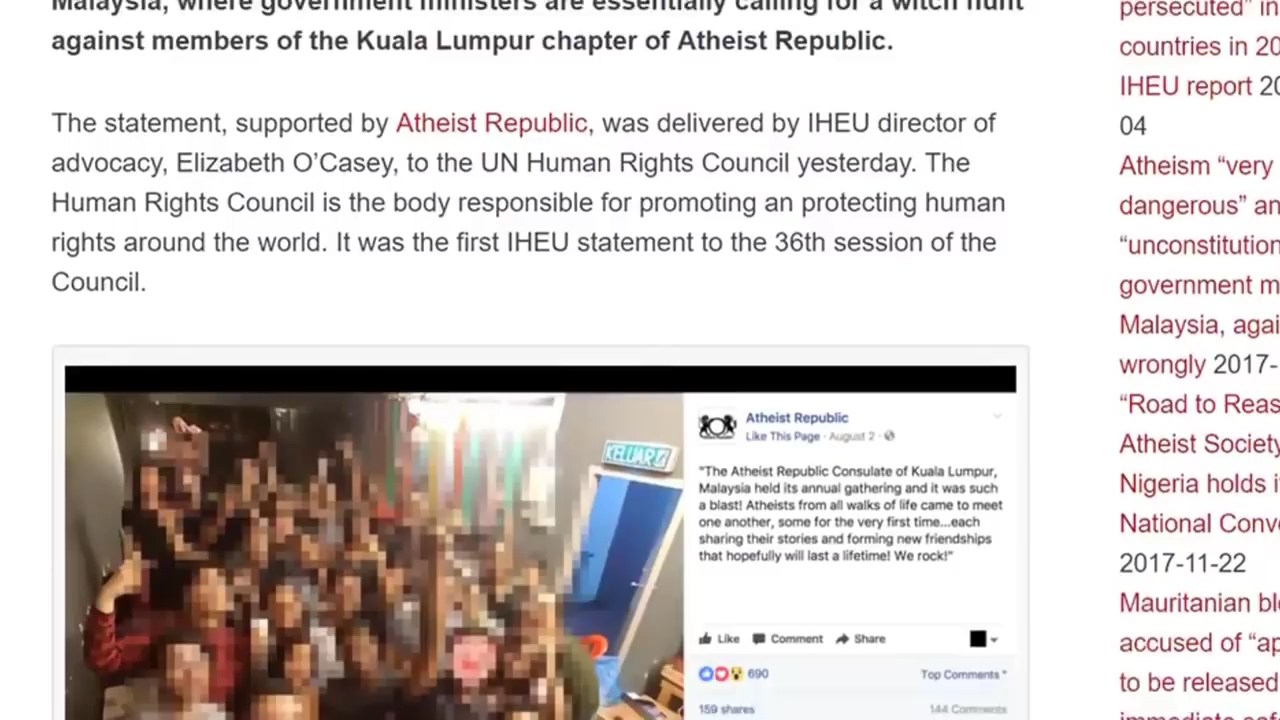 Malaysia, where government ministers are essentially calling for a witch hunt
against members of the Kuala Lumpur chapter of Atheist Republic.
The statement, supported by Atheist Republic, was delivered by IHEU director of
advocacy, Elizabeth O’Casey, to the UN Human Rights Council yesterday. The
Human Rights Council is the body responsible for promoting an protecting human
rights around the world. It was the first IHEU statement to the 36th session of the
Council.
KELUAR
Atheist Republic
Like This Page · August 2 ·
"The Atheist Republic Consulate of Kuala Lumpur,
Malaysia held its annual gathering and it was such
a blast! Atheists from all walks of life came to meet
one another, some for the very first time...each
sharing their stories and forming new friendships
that hopefully will last a lifetime! We rock!"
Like Comment Share
690 Top Comments
159 shares 144 Comments
persecuted” in
countries in 20
IHEU report 20
04
Atheism “very
dangerous” an
“unconstitution
government m
Malaysia, agai
wrongly 2017-
“Road to Reas
Atheist Society
Nigeria holds i
National Conv
2017-11-22
Mauritanian bl
accused of “ap
to be released